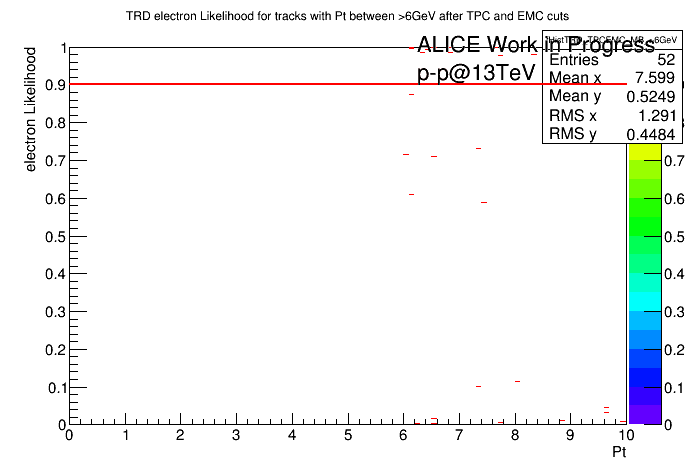 TRD electron Likelihood for tracks with Pt between >6GeV after TPC and EMC cuts
ALICE Work in Progress
p-p@13TeV
Entries 52
Mean x 7.599
Mean y 0.5249
RMS x 1.291
RMS y 0.4484
electron Likelihood
1
0.9
0.8
0.7
0.6
0.5
0.4
0.3
0.2
0.1
0
0 1 2 3 4 5 6 7 8 9 10
Pt
0.7
0.6
0.5
0.4
0.3
0.2
0.1
0